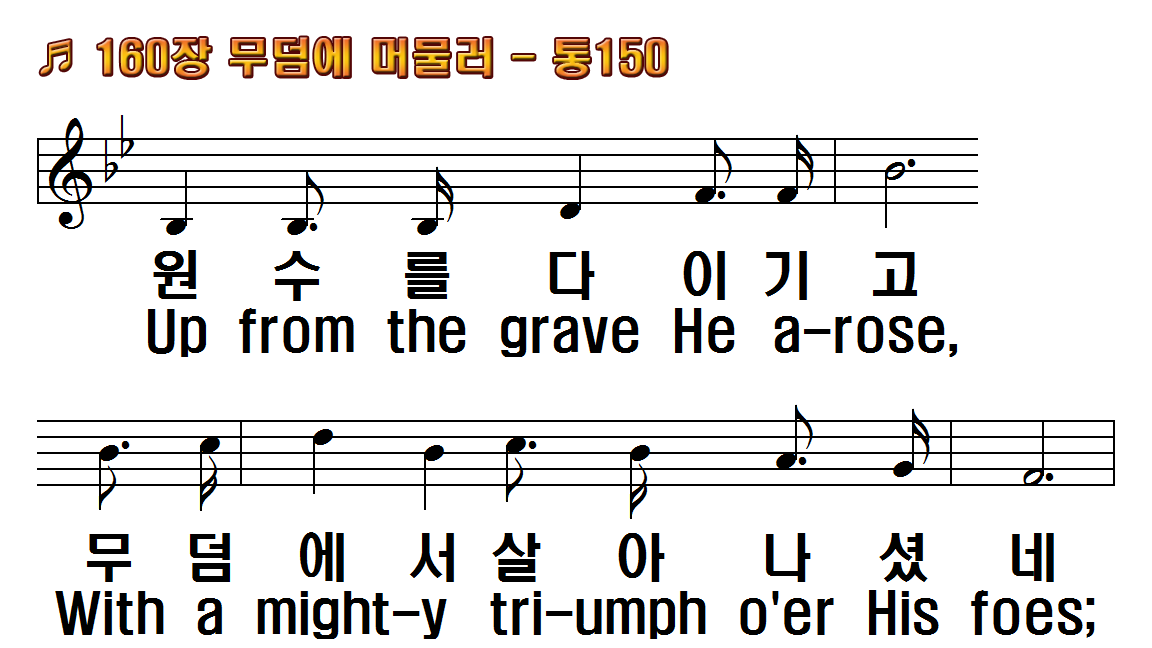 ♬ 160장 무덤에 머물러 - 통150
원 수 를 다 이 기 고
Up from the grave He a-rose,
무 덤 에 서 살 아 나 셨 네
With a might-y tri-umph o'er His foes;